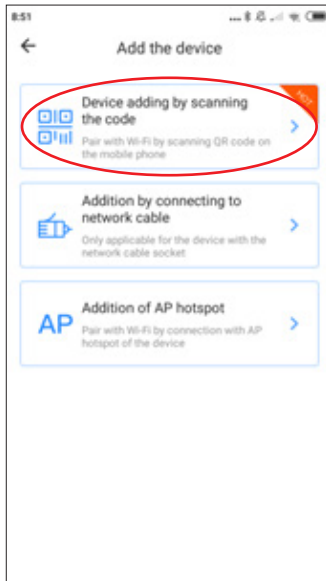 8:51
Add the device
HOT
Device adding by scanning
the code
Pair with Wi-Fi by scanning QR code on
the mobile phone
Addition by connecting to
network cable
Only applicable for the device with the
network cable socket
AP
Addition of AP hotspot
Pair with Wi-Fi by connection with AP
hotspot of the device